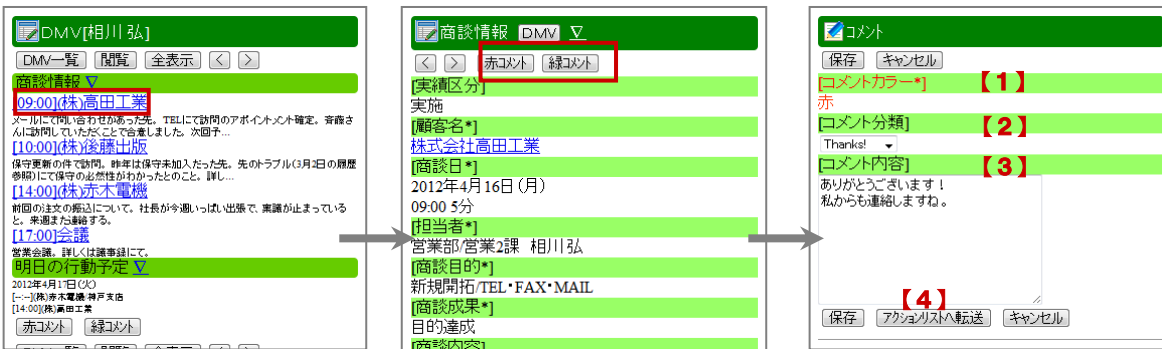 DMV[相川 弘]
DMV一覧 閲覧 全表示 < >
商談情報 ▽
[09:00](株)高田工業
メールにて問い合わせがあった先。TELにて訪問のアポイントメント確定。斉藤さ
んに訪問していただくことで合意しました。次回予...
[10:00](株)後藤出版
保守更新の件で訪問。昨年は保守未加入だった先。先のトラブル(3月2日の履歴
参照)にて保守の必然性がわかったとのこと。詳し...
[14:00](株)赤木電機
前回の注文の振込について。社長が今週いっぱい出張で、稟議が止まっている
と。来週また連絡する。
[17:00]会議
営業会議。詳しくは議事録にて。
明日の行動予定 ▽
2012年4月17日(火)
[--:--](株)赤木電機 神戸支店
[14:00](株)高田工業
赤コメント 緑コメント
商談情報 DMV ▽
< > 赤コメント 緑コメント
[実績区分]
実施
[顧客名*]
株式会社高田工業
[商談日*]
2012年4月16日(月)
09:00 5分
[担当者*]
営業部/営業2課 相川 弘
[商談目的*]
新規開拓/TEL・FAX・MAIL
[商談成果*]
目的達成
[商談内容]
コメント
保存 キャンセル
[コメントカラー*] 【1】
赤
[コメント分類] 【2】
Thanks!
[コメント内容] 【3】
ありがとうございます!
私からも連絡しますね。
【4】
保存 アクションリストへ転送 キャンセル